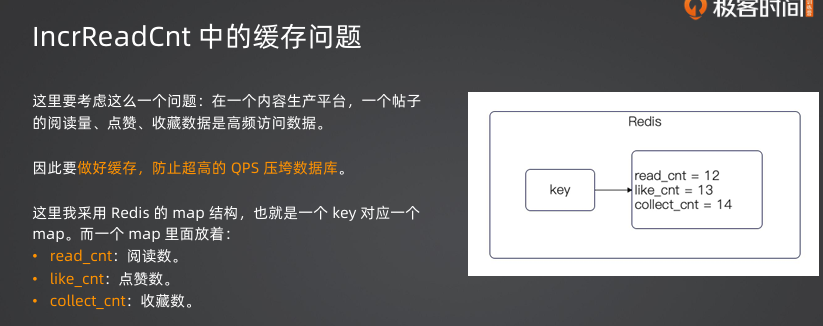 极客时间
IncrReadCnt 中的缓存问题
这里要考虑这么一个问题：在一个内容生产平台，一个帖子
的阅读量、点赞、收藏数据是高频访问数据。
因此要做好缓存，防止超高的 QPS 压垮数据库。
这里我采用 Redis 的 map 结构，也就是一个 key 对应一个
map。而一个 map 里面放着：
• read_cnt：阅读数。
• like_cnt：点赞数。
• collect_cnt：收藏数。
Redis
key
read_cnt = 12
like_cnt = 13
collect_cnt = 14